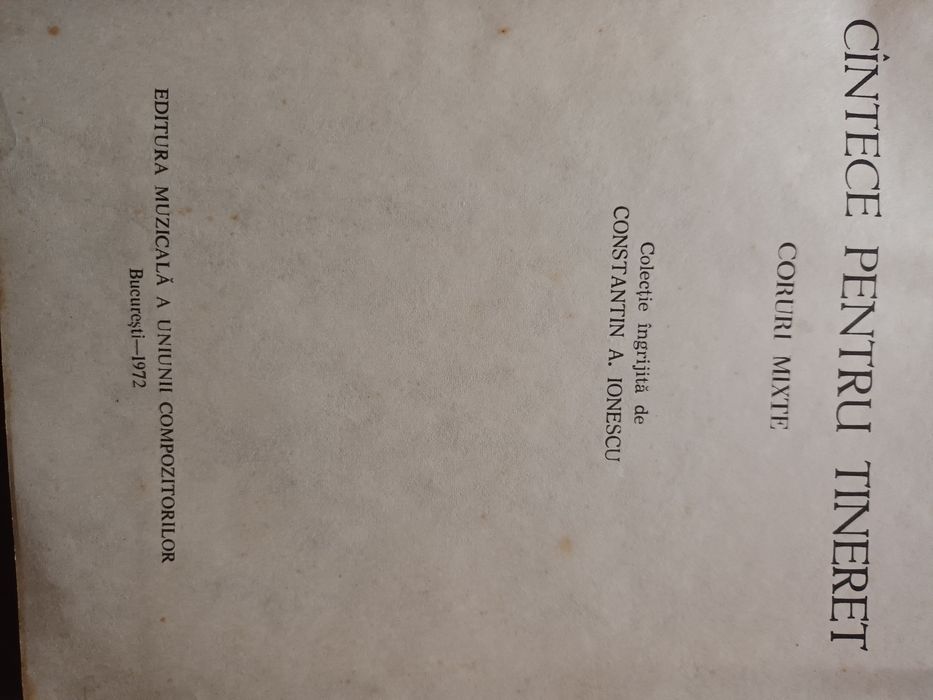 CÎNTECE PENTRU TINERET
CORURI MIXTE
Colecție îngrijită de
CONSTANTIN A. IONESCU
EDITURA MUZICALĂ A UNIUNII COMPOZITORILOR
București—1972